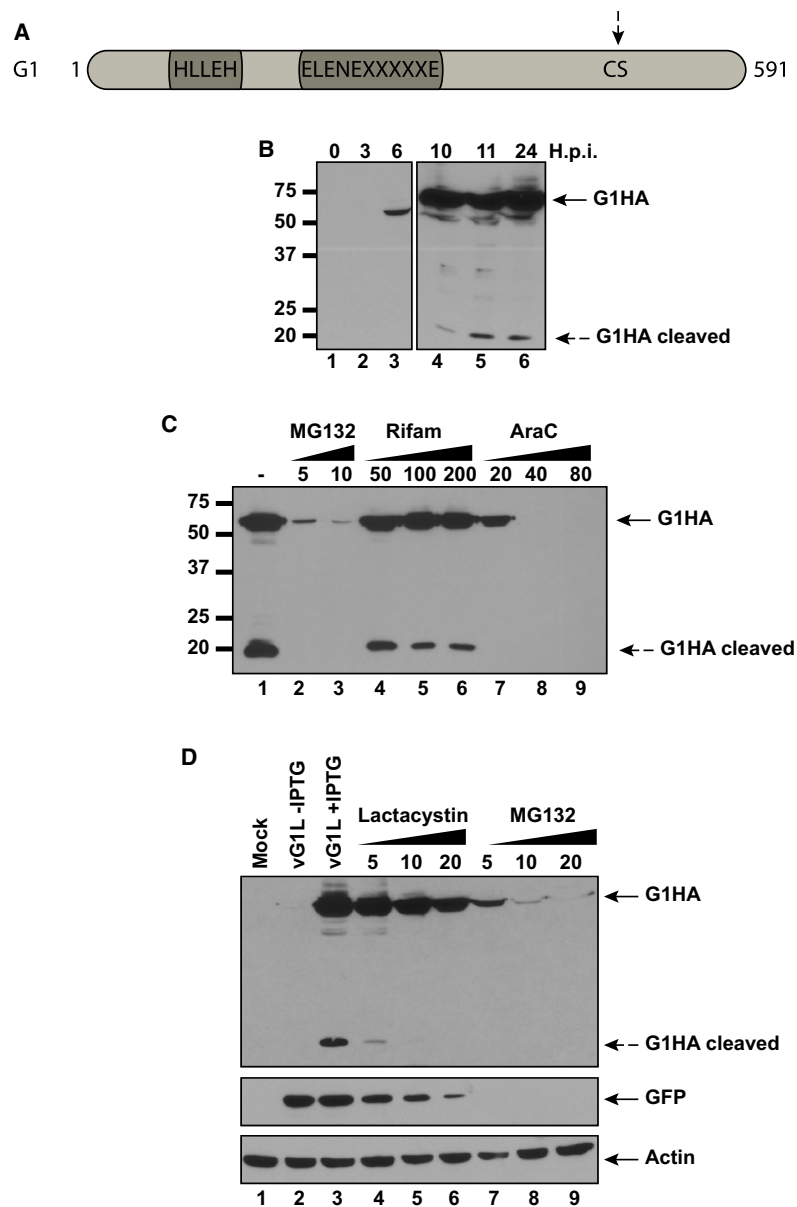 A
G1 1 HLLEH ELENEXXXXXE CS 591
B
0 3 6 10 11 24 H.p.i.
75
50
37
25
20
G1HA
G1HA cleaved
1 2 3 4 5 6
C
MG132 Rifam AraC
- 5 10 50 100 200 20 40 80
75
50
37
25
20
G1HA
G1HA cleaved
1 2 3 4 5 6 7 8 9
D
Mock
vG1L -IPTG
vG1L +IPTG
Lactacystin MG132
5 10 20 5 10 20
G1HA
G1HA cleaved
GFP
Actin
1 2 3 4 5 6 7 8 9